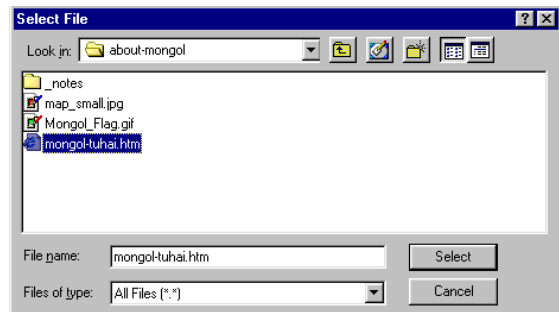 Select File
Look in: about-mongol
_notes
map_small.jpg
Mongol_Flag.gif
mongol-tuhai.htm
File name: mongol-tuhai.htm Select
Files of type: All Files (*.*) Cancel